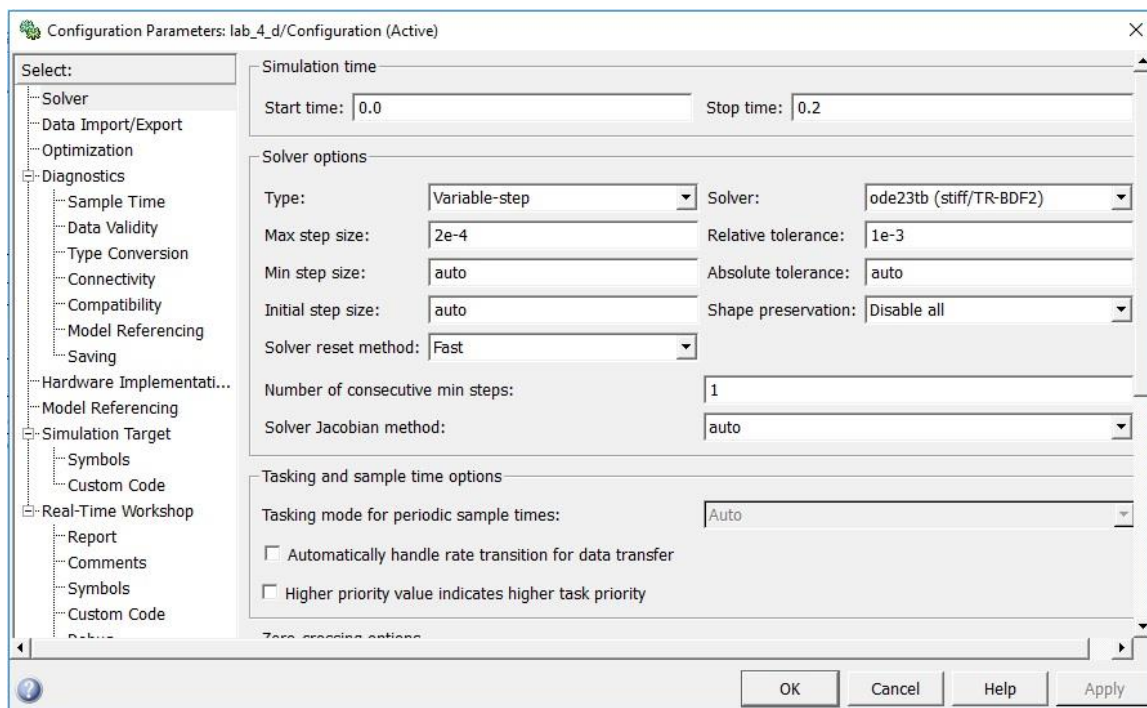 Configuration Parameters: lab_4_d/Configuration (Active)
Select:
Solver
Data Import/Export
Optimization
Diagnostics
Sample Time
Data Validity
Type Conversion
Connectivity
Compatibility
Model Referencing
Saving
Hardware Implementati...
Model Referencing
Simulation Target
Symbols
Custom Code
Real-Time Workshop
Report
Comments
Symbols
Custom Code
Debug
Simulation time
Start time: 0.0 Stop time: 0.2
Solver options
Type: Variable-step Solver: ode23tb (stiff/TR-BDF2)
Max step size: 2e-4 Relative tolerance: 1e-3
Min step size: auto Absolute tolerance: auto
Initial step size: auto Shape preservation: Disable all
Solver reset method: Fast
Number of consecutive min steps: 1
Solver Jacobian method: auto
Tasking and sample time options
Tasking mode for periodic sample times: Auto
Automatically handle rate transition for data transfer
Higher priority value indicates higher task priority
Zero-crossing options
OK Cancel Help Apply